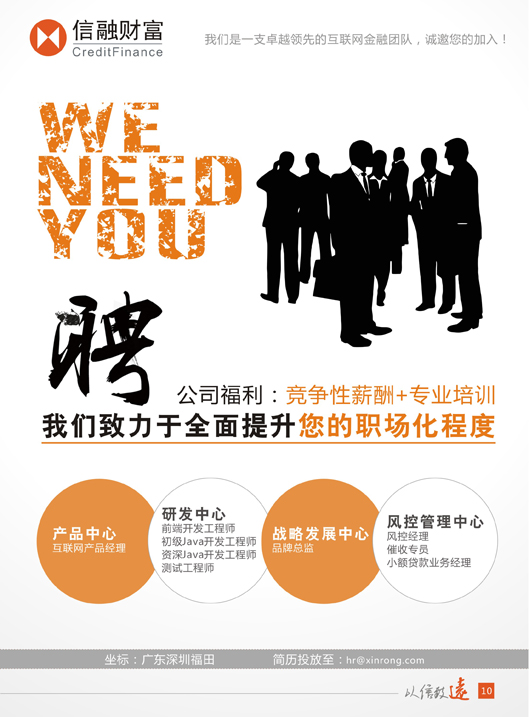 信融财富
CreditFinance
我们是一支卓越领先的互联网金融团队，诚邀您的加入！
WE
NEED
YOU
聘
公司福利：竞争性薪酬+专业培训
我们致力于全面提升您的职场化程度
产品中心
互联网产品经理
研发中心
前端开发工程师
初级Java开发工程师
资深Java开发工程师
测试工程师
战略发展中心
品牌总监
风控管理中心
风控经理
催收专员
小额贷款业务经理
坐标：广东深圳福田 简历投放至：hr@xinrong.com
以信致远 10